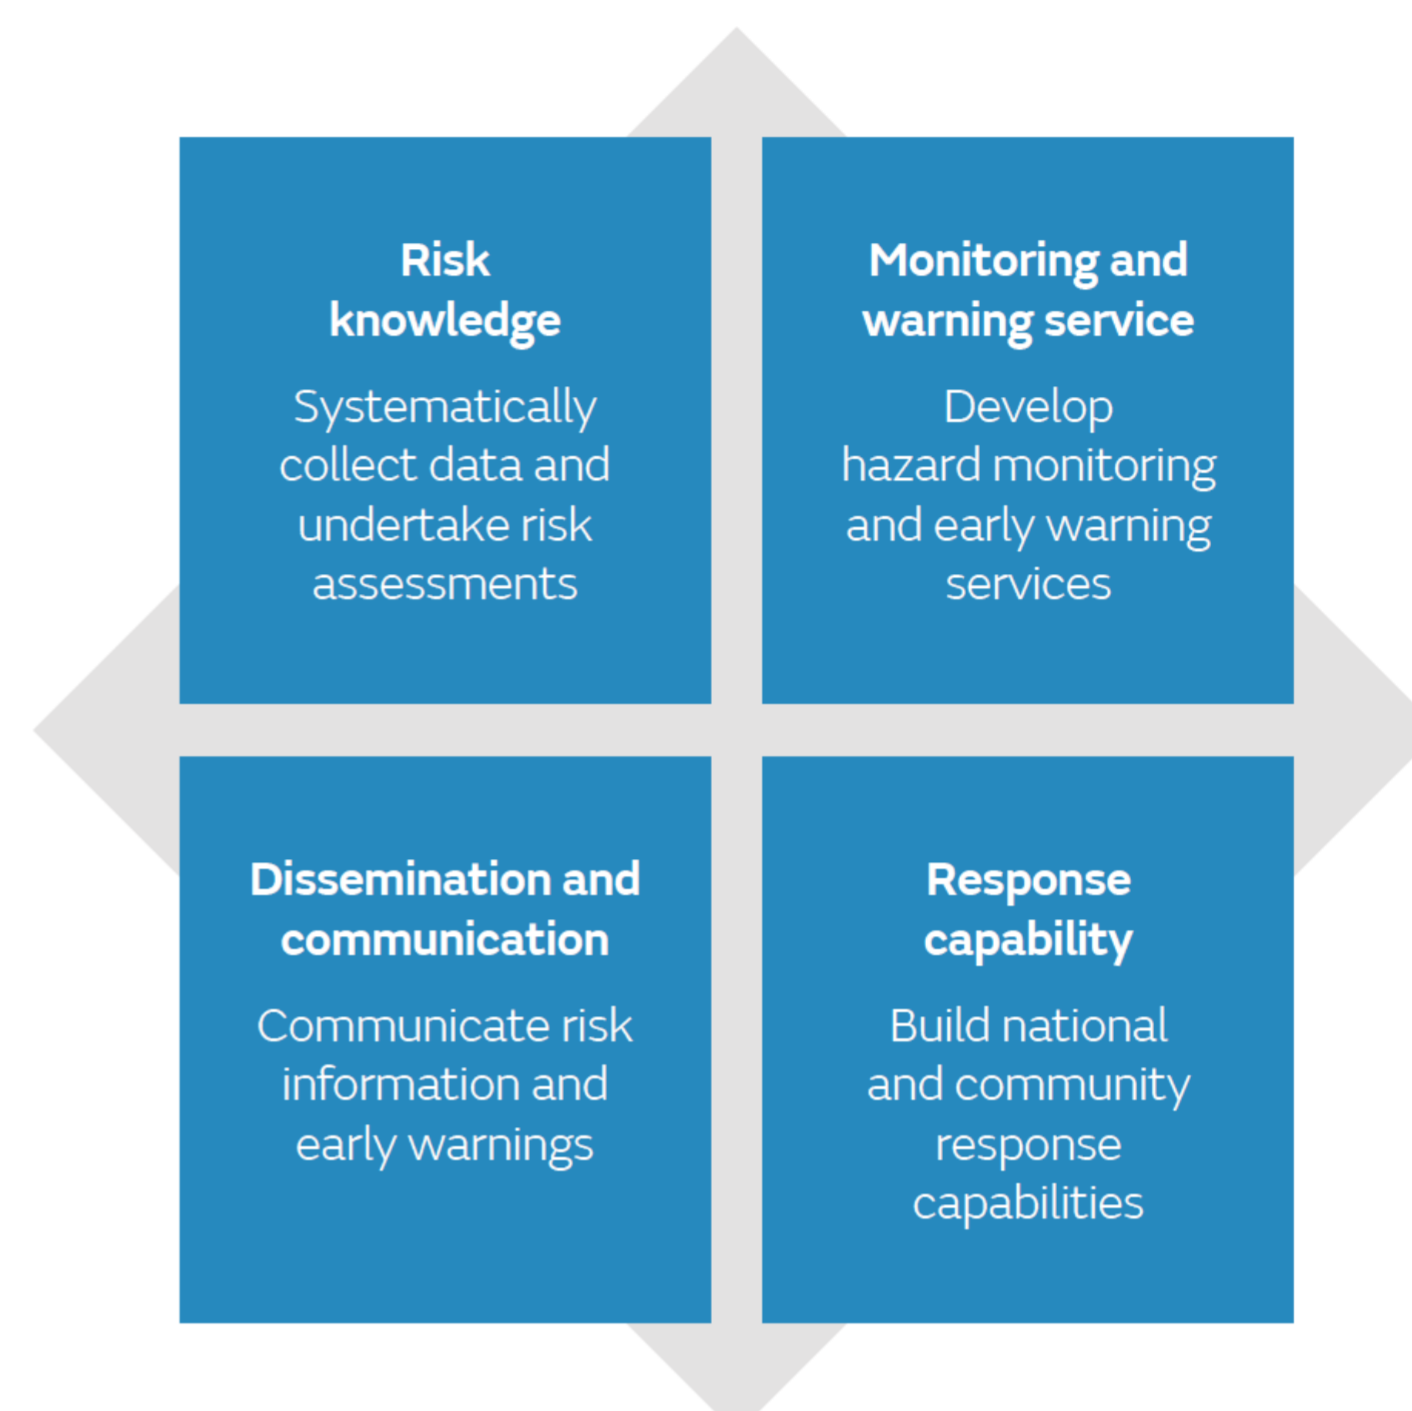 Risk
knowledge
Systematically
collect data and
undertake risk
assessments
Monitoring and
warning service
Develop
hazard monitoring
and early warning
services
Dissemination and
communication
Communicate risk
information and
early warnings
Response
capability
Build national
and community
response
capabilities